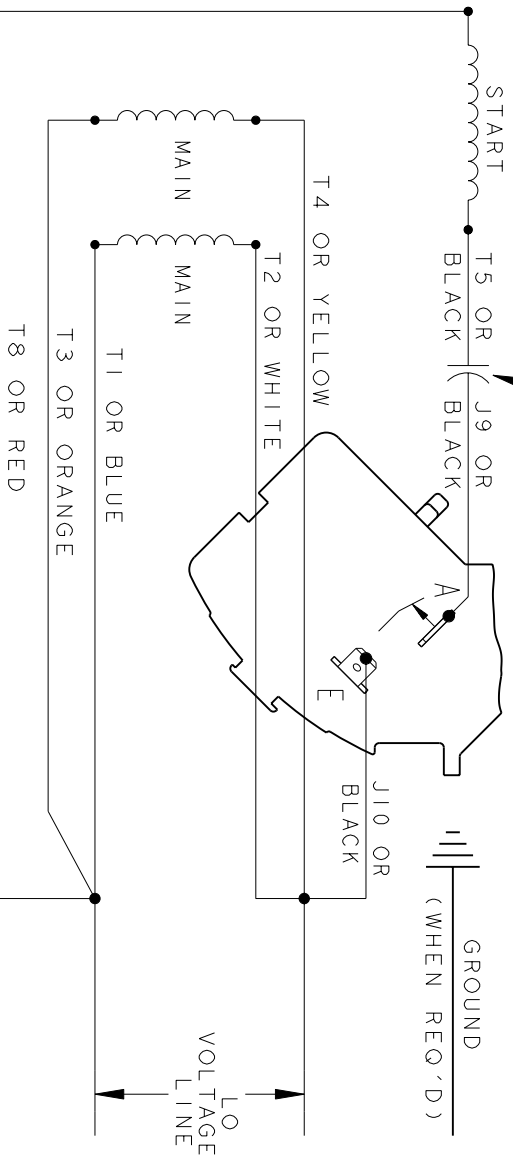 START
T5 OR
BLACK
J9 OR
BLACK
MAIN
MAIN
T4 OR YELLOW
T2 OR WHITE
T1 OR BLUE
T3 OR ORANGE
T8 OR RED
A
E
J10 OR
BLACK
GROUND
(WHEN REQ'D)
LO
VOLTAGE
LINE